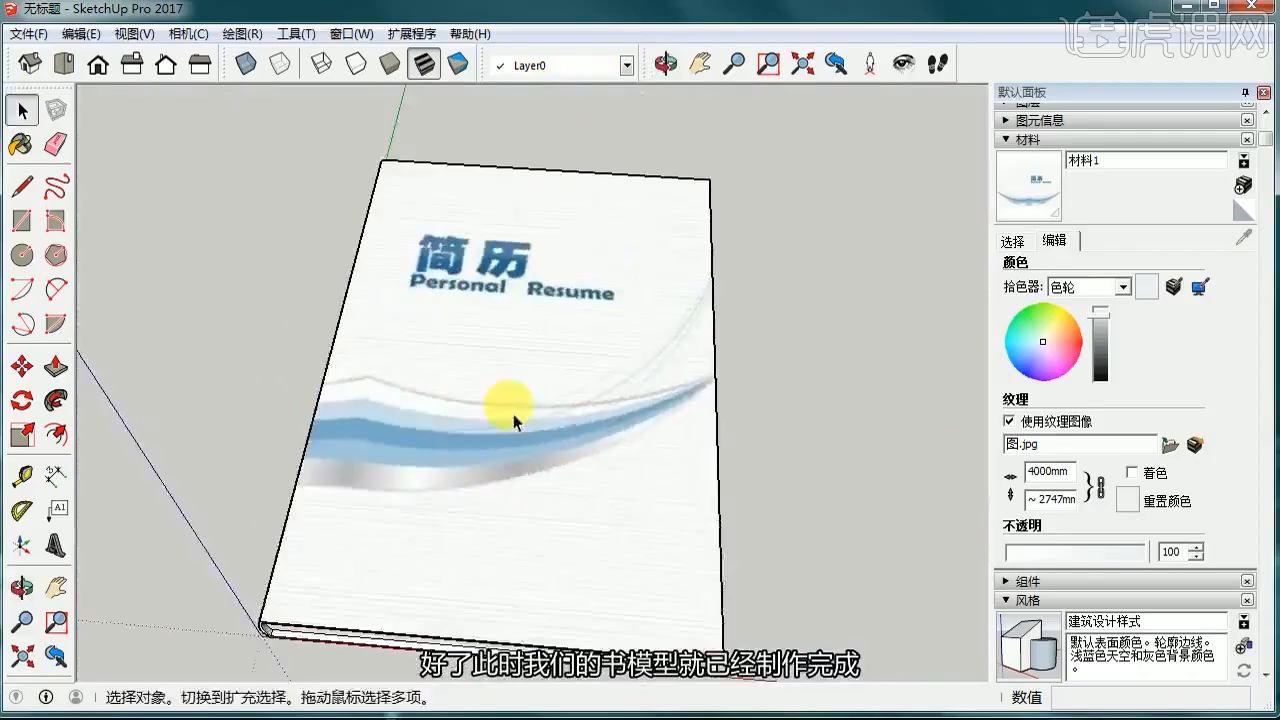 无标题 - SketchUp Pro 2017
虎课网
文件(F) 编辑(E) 视图(V) 相机(C) 绘图(R) 工具(T) 窗口(W) 扩展程序 帮助(H)
Layer0
默认面板
图层
图元信息
材料
材料1
选择 编辑
颜色
拾色器: 色轮
纹理
使用纹理图像
图.jpg
4000mm 着色
~ 2747mm 重置颜色
不透明
100
组件
风格
建筑设计样式
默认表面颜色。轮廓边线。
浅蓝色天空和灰色背景颜色
。
A1
简历
Personal Resume
好了此时我们的书模型就已经制作完成
选择对象。切换到扩充选择。拖动鼠标选择多项。
数值